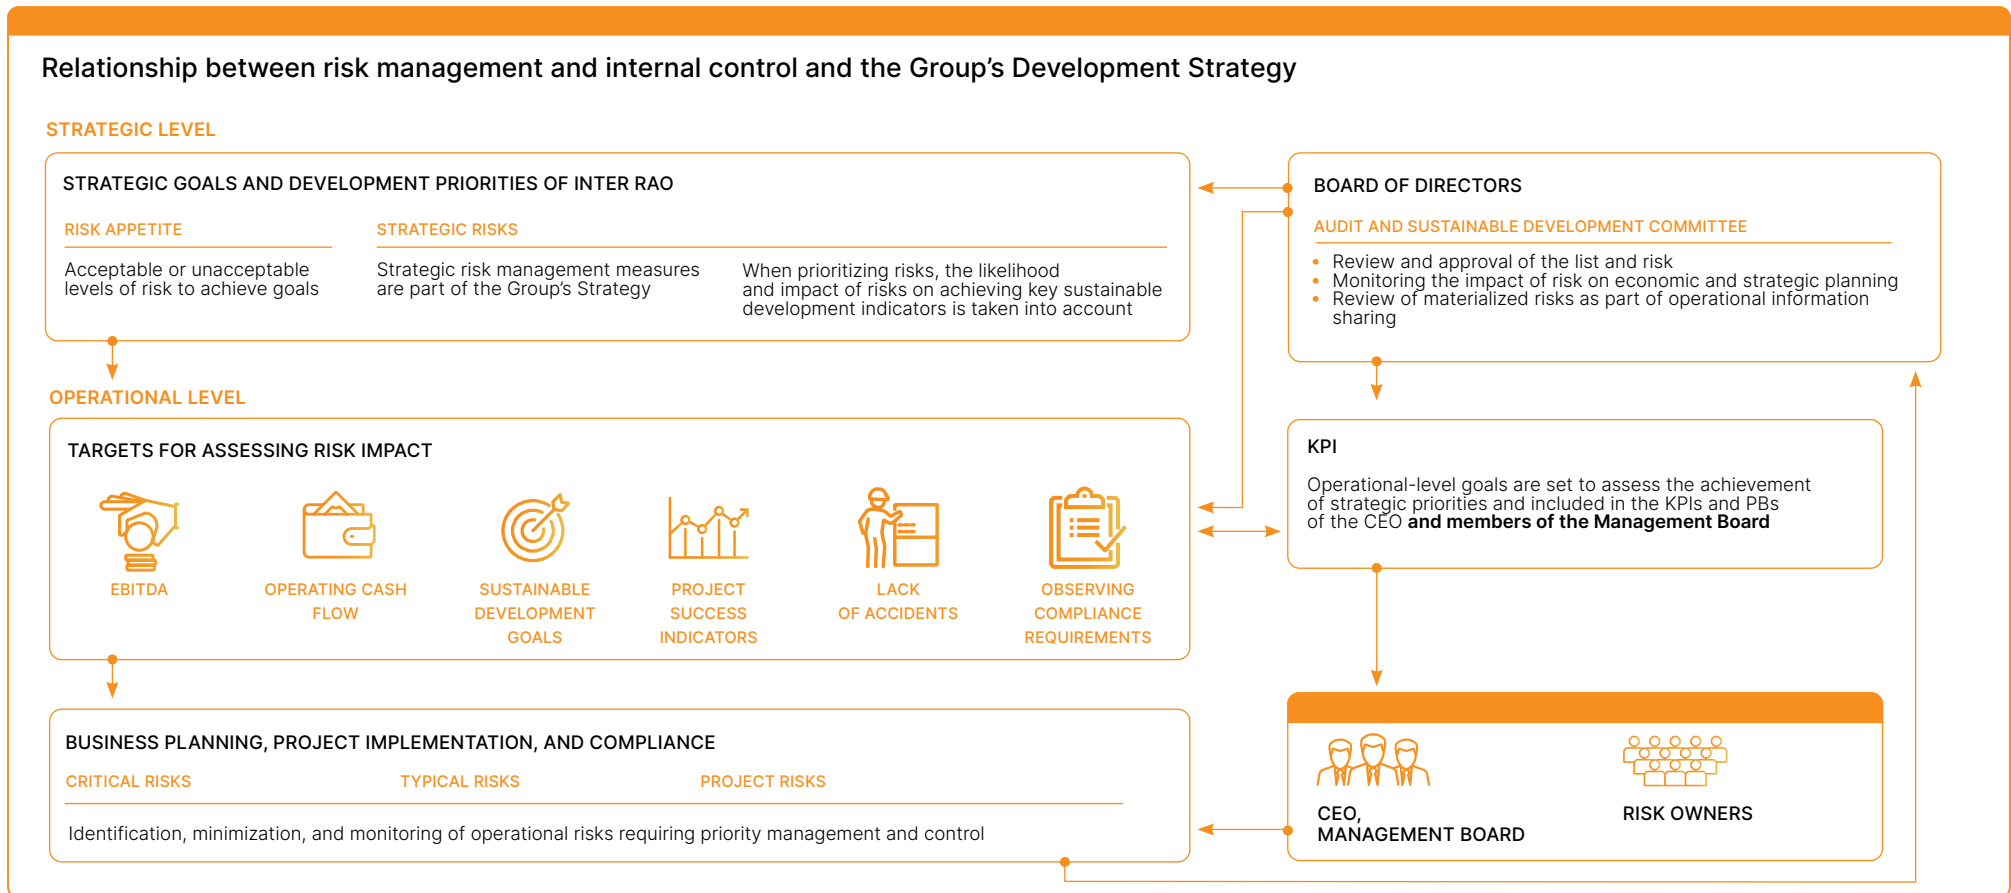 Relationship between risk management and internal control and the Group's Development Strategy
STRATEGIC LEVEL
STRATEGIC GOALS AND DEVELOPMENT PRIORITIES OF INTER RAO
RISK APPETITE
Acceptable or unacceptable
levels of risk to achieve goals
STRATEGIC RISKS
Strategic risk management measures
are part of the Group's Strategy
When prioritizing risks, the likelihood
and impact of risks on achieving key sustainable
development indicators is taken into account
BOARD OF DIRECTORS
AUDIT AND SUSTAINABLE DEVELOPMENT COMMITTEE
• Review and approval of the list and risk
• Monitoring the impact of risk on economic and strategic planning
• Review of materialized risks as part of operational information
sharing
OPERATIONAL LEVEL
TARGETS FOR ASSESSING RISK IMPACT
EBITDA
OPERATING CASH
FLOW
SUSTAINABLE
DEVELOPMENT
GOALS
PROJECT
SUCCESS
INDICATORS
LACK
OF ACCIDENTS
OBSERVING
COMPLIANCE
REQUIREMENTS
KPI
Operational-level goals are set to assess the achievement
of strategic priorities and included in the KPIs and PBs
of the CEO and members of the Management Board
BUSINESS PLANNING, PROJECT IMPLEMENTATION, AND COMPLIANCE
CRITICAL RISKS
TYPICAL RISKS
PROJECT RISKS
Identification, minimization, and monitoring of operational risks requiring priority management and control
CEO,
MANAGEMENT BOARD
RISK OWNERS